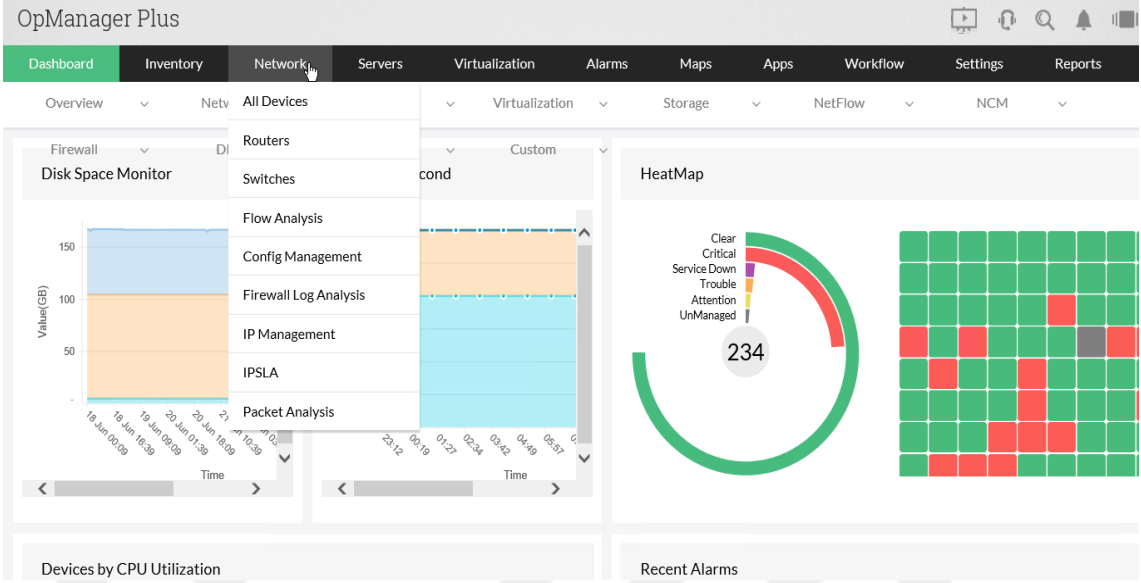 OpManager Plus
Dashboard Inventory Network Servers Virtualization Alarms Maps Apps Workflow Settings Reports
Overview Netw Virtualization Storage NetFlow NCM
All Devices
Routers
Switches
Flow Analysis
Config Management
Firewall Log Analysis
IP Management
IPSLA
Packet Analysis
Firewall D Custom
Disk Space Monitor cond HeatMap
Value(GB)
150
100
50
-
18 Jun 00:09
18 Jun 16:39
19 Jun 09:09
20 Jun 01:39
20 Jun 18:09
Time
23:12
00:19
01:27
02:34
03:42
04:49
05:57
Time
Clear
Critical
Service Down
Trouble
Attention
UnManaged
234
Devices by CPU Utilization Recent Alarms